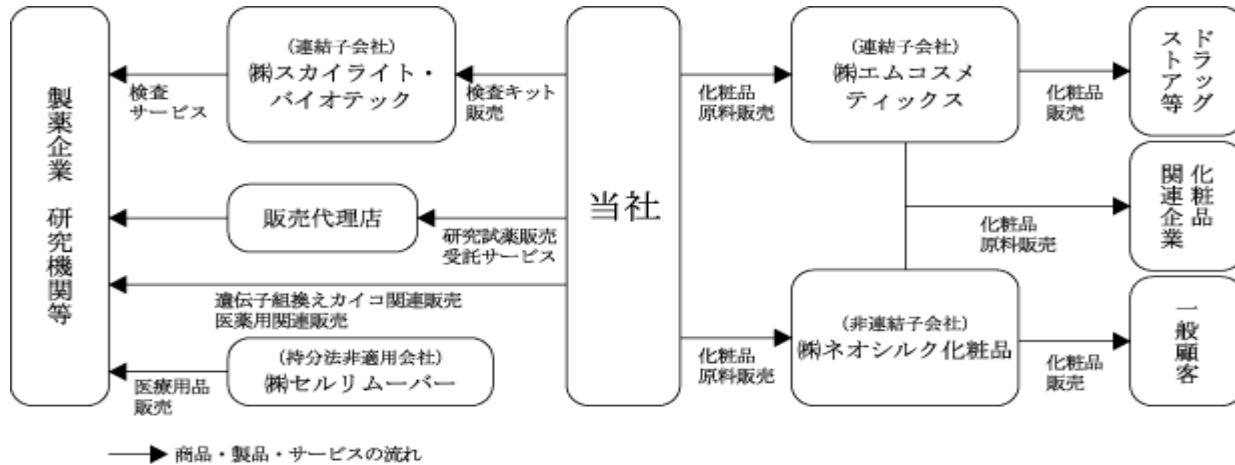 製薬企業　研究機関等
検査
サービス
(連結子会社)
㈱スカイライト・
バイオテック
検査キット
販売
販売代理店
研究試薬販売
受託サービス
遺伝子組換えカイコ関連販売
医薬用関連販売
(持分法非適用会社)
㈱セルリムーバー
医療用品
販売
当社
化粧品
原料販売
(連結子会社)
㈱エムコスメ
ティックス
化粧品
販売
ドラッグ
ストア等
化粧品
原料販売
化粧品
関連企業
化粧品
原料販売
(非連結子会社)
㈱ネオシルク化粧品
化粧品
販売
一般顧客
商品・製品・サービスの流れ